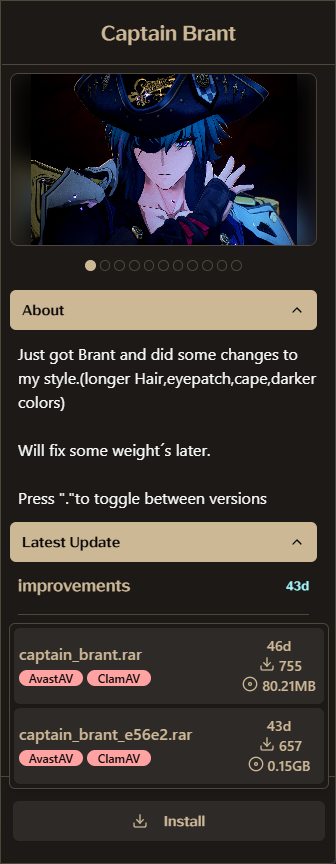 Captain Brant
About
Just got Brant and did some changes to
my style.(longer Hair,eyepatch,cape,darker
colors)
Will fix some weight´s later.
Press "."to toggle between versions
Latest Update
improvements 43d
captain_brant.rar
AvastAV ClamAV
46d
755
80.21MB
captain_brant_e56e2.rar
AvastAV ClamAV
43d
657
0.15GB
Install